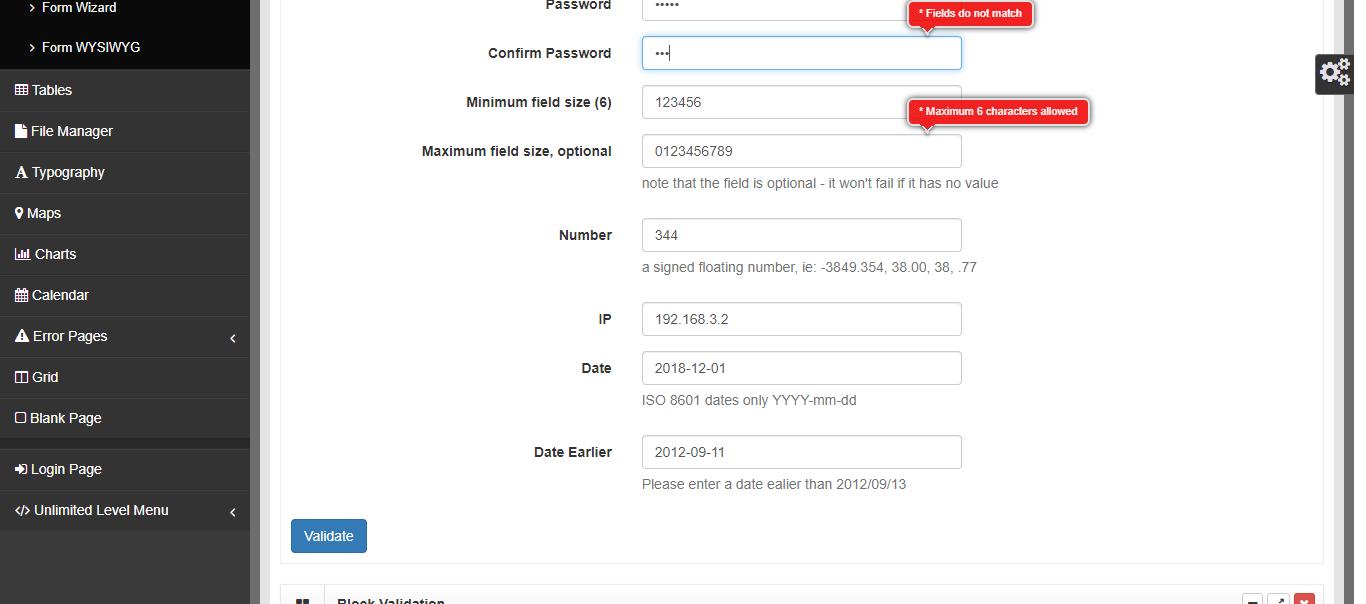 Form Wizard
Form WYSIWYG
Tables
File Manager
Typography
Maps
Charts
Calendar
Error Pages
Grid
Blank Page
Login Page
Unlimited Level Menu
Password
•••••
* Fields do not match
Confirm Password
•••
Minimum field size (6)
123456
* Maximum 6 characters allowed
Maximum field size, optional
0123456789
note that the field is optional - it won't fail if it has no value
Number
344
a signed floating number, ie: -3849.354, 38.00, 38, .77
IP
192.168.3.2
Date
2018-12-01
ISO 8601 dates only YYYY-mm-dd
Date Earlier
2012-09-11
Please enter a date ealier than 2012/09/13
Validate
Block Validation